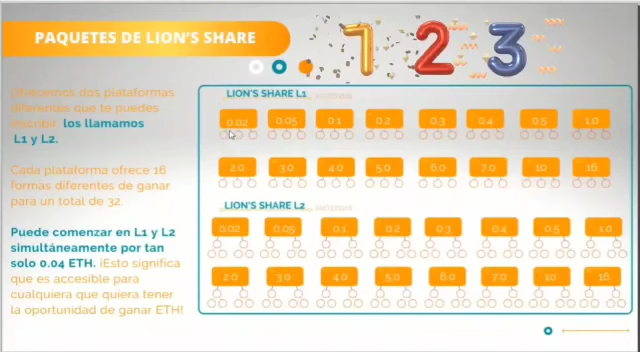 PAQUETES DE LION'S SHARE
1 2 3
¡Ofrecemos dos plataformas
diferentes que te puedes
los llamamos
L1 y L2.
Cada plataforma ofrece 16
formas diferentes de ganar
para un total de 32.
Puede comenzar en L1 y L2
simultáneamente por tan
solo 0.04 ETH. ¡Esto significa
que es accesible para
cualquiera que quiera tener
la oportunidad de ganar ETH!
LION'S SHARE L1
0.02 0.05 0.1 0.2 0.3 0.4 0.5 1.0
2.0 3.0 4.0 5.0 6.0 7.0 10 16
LION'S SHARE L2
0.02 0.05 0.1 0.2 0.3 0.4 0.5 1.0
2.0 3.0 4.0 5.0 6.0 7.0 10 16